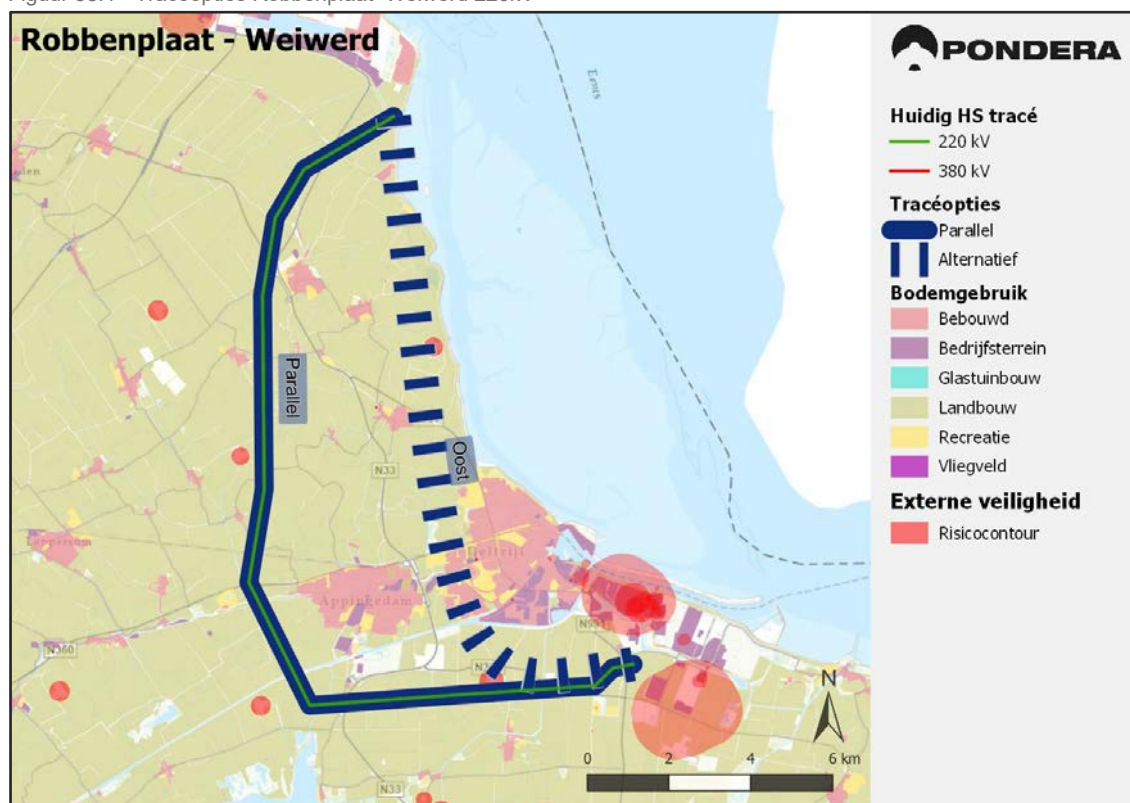 Robbenplaat - Weiwerd
PONDERA
Huidig HS tracé
220 kV
380 kV
Tracéopties
Parallel
Alternatief
Bodemgebruik
Bebouwd
Bedrijfsterrein
Glastuinbouw
Landbouw
Recreatie
Vliegveld
Externe veiligheid
Risicocontour
Eems
Parallel
Oost
N33
Delfzijl
Appingedam
N360
N33
N
0 2 4 6 km